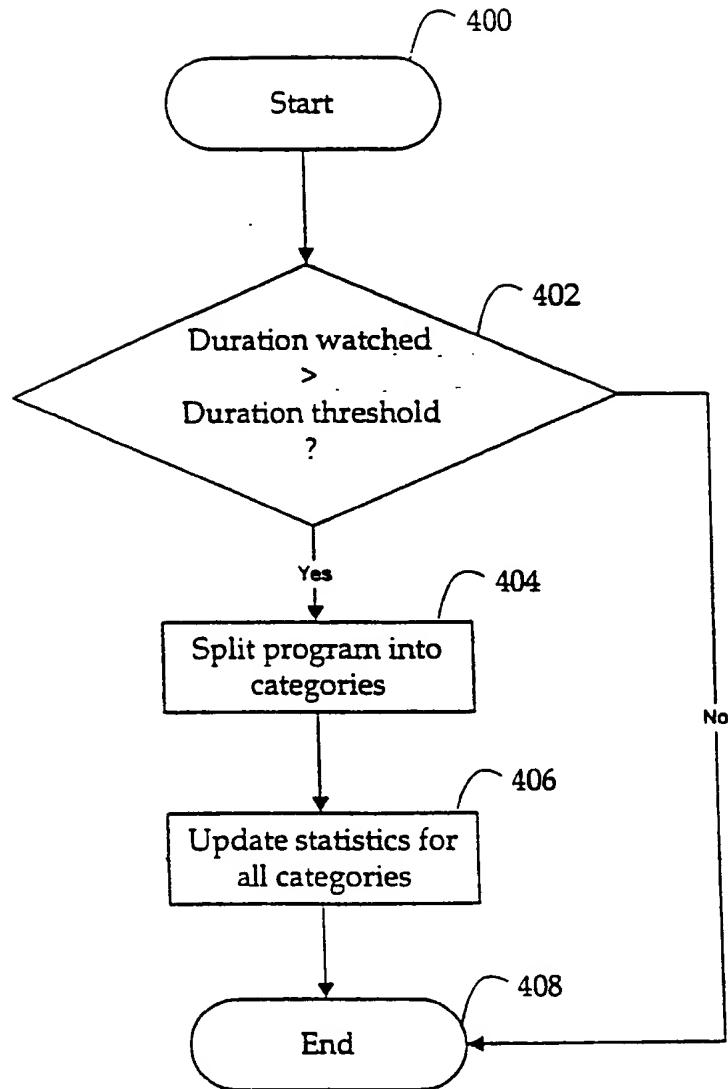 400
Start
402
Duration watched
>
Duration threshold
?
Yes
404
Split program into
categories
No
406
Update statistics for
all categories
408
End